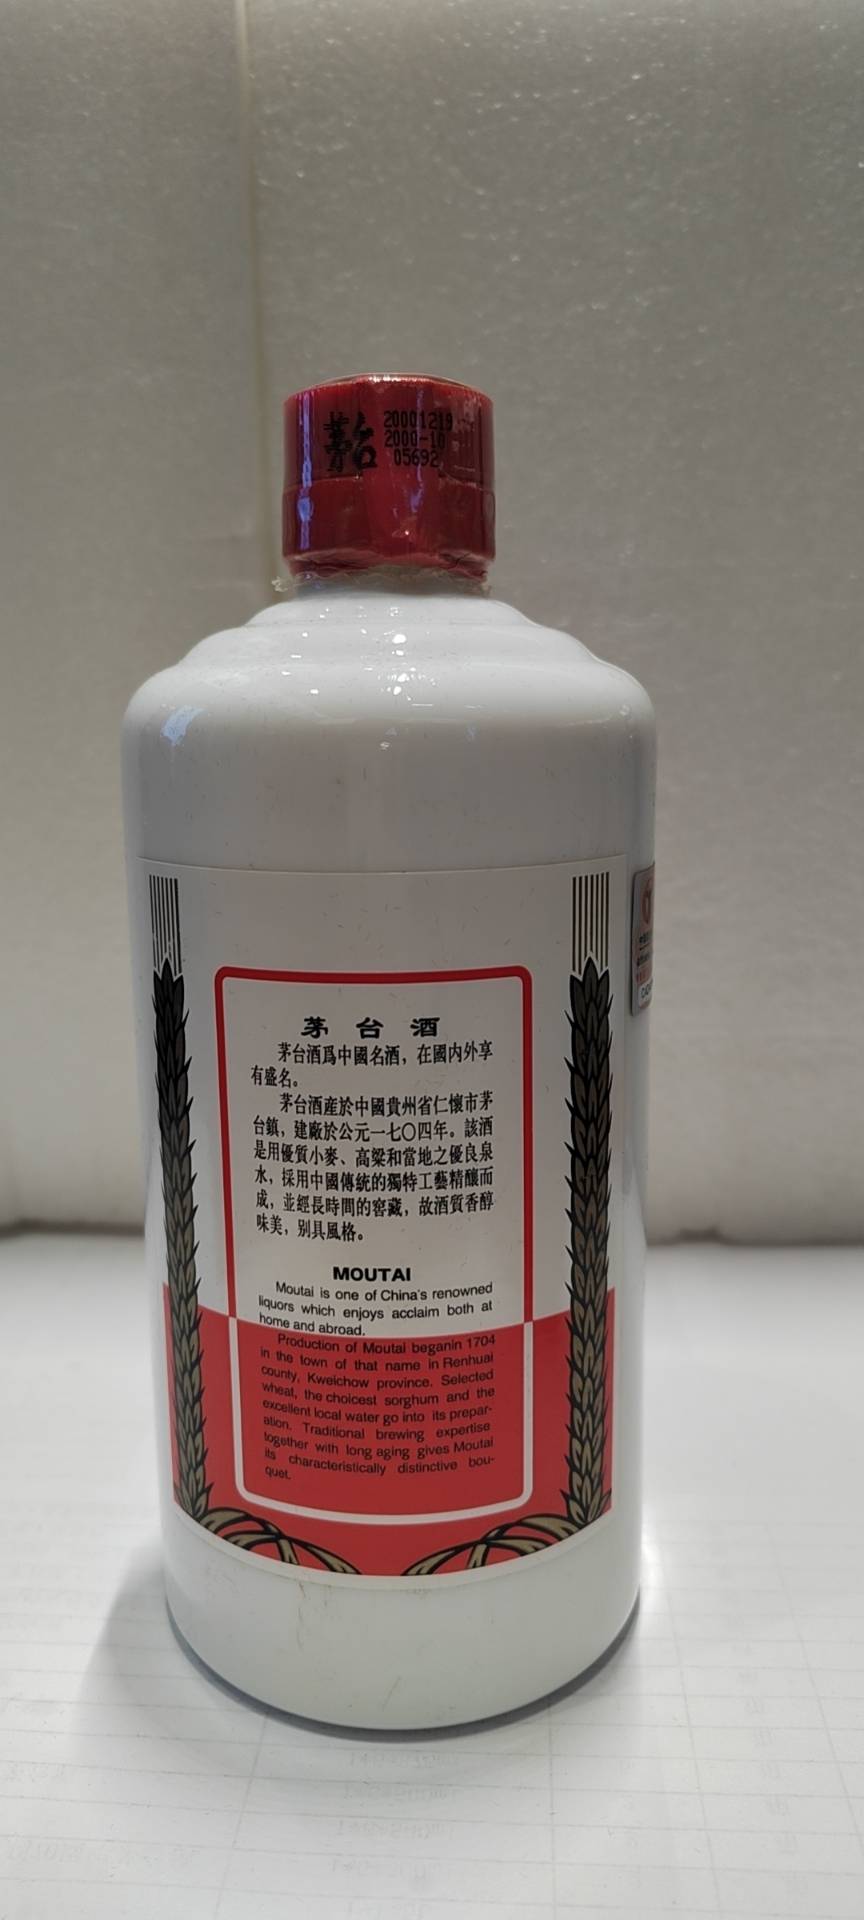 茅台
20001219
2000-10
05692
茅台酒
茅台酒爲中國名酒，在國内外享
有盛名。
茅台酒産於中國貴州省仁懷市茅
台鎮，建廠於公元一七〇四年。該酒
是用優質小麥、高粱和當地之優良泉
水，採用中國傳統的獨特工藝精釀而
成，並經長時間的窖藏，故酒質香醇
味美，别具風格。
MOUTAI
Moutai is one of China's renowned
liquors which enjoys acclaim both at
home and abroad.
Production of Moutai beganin 1704
in the town of that name in Renhuai
county, Kweichow province. Selected
wheat, the choicest sorghum and the
excellent local water go into its prepar-
ation. Traditional brewing expertise
together with long aging gives Moutai
its characteristically distinctive bou-
quet.